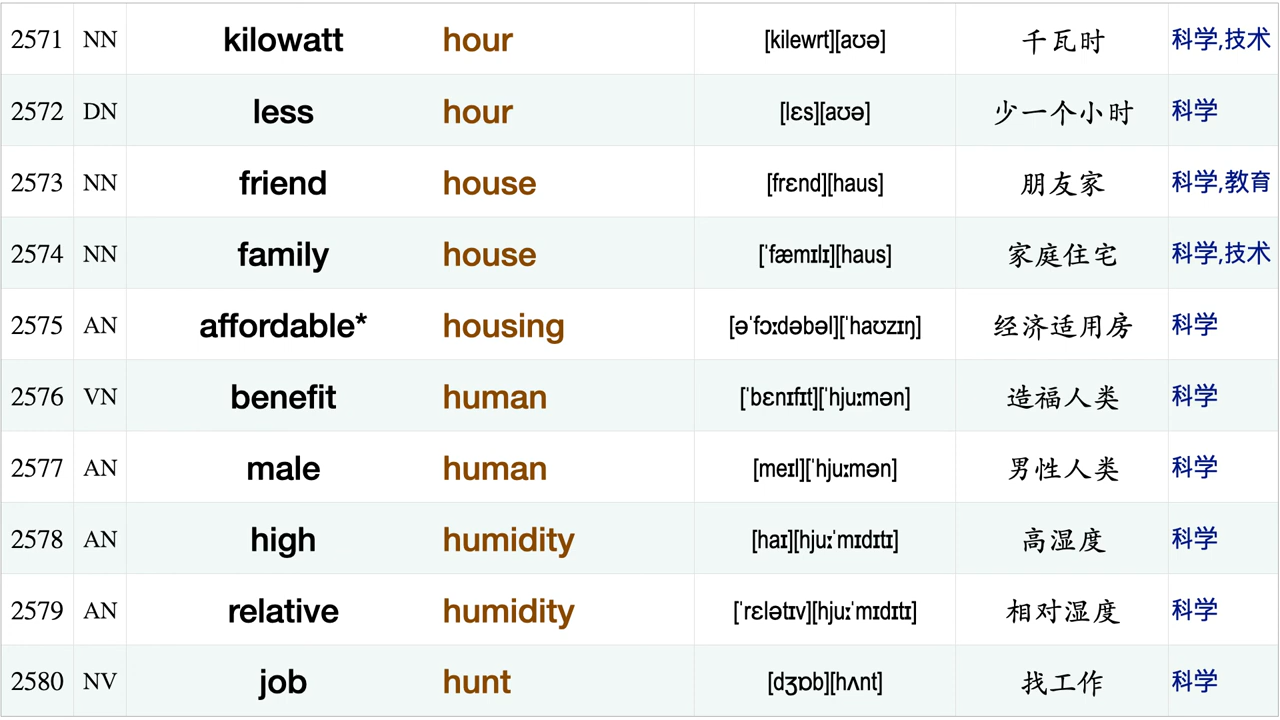 2571 NN kilowatt hour [kilewrt][aʊə] 千瓦时 科学,技术
2572 DN less hour [lɛs][aʊə] 少一个小时 科学
2573 NN friend house [frɛnd][haus] 朋友家 科学,教育
2574 NN family house [ˈfæmɪlɪ][haus] 家庭住宅 科学,技术
2575 AN affordable* housing [əˈfɔːdəbəl][ˈhaʊzɪŋ] 经济适用房 科学
2576 VN benefit human [ˈbɛnɪfɪt][ˈhjuːmən] 造福人类 科学
2577 AN male human [meɪl][ˈhjuːmən] 男性人类 科学
2578 AN high humidity [haɪ][hjuːˈmɪdɪtɪ] 高湿度 科学
2579 AN relative humidity [ˈrɛlətɪv][hjuːˈmɪdɪtɪ] 相对湿度 科学
2580 NV job hunt [dʒɒb][hʌnt] 找工作 科学